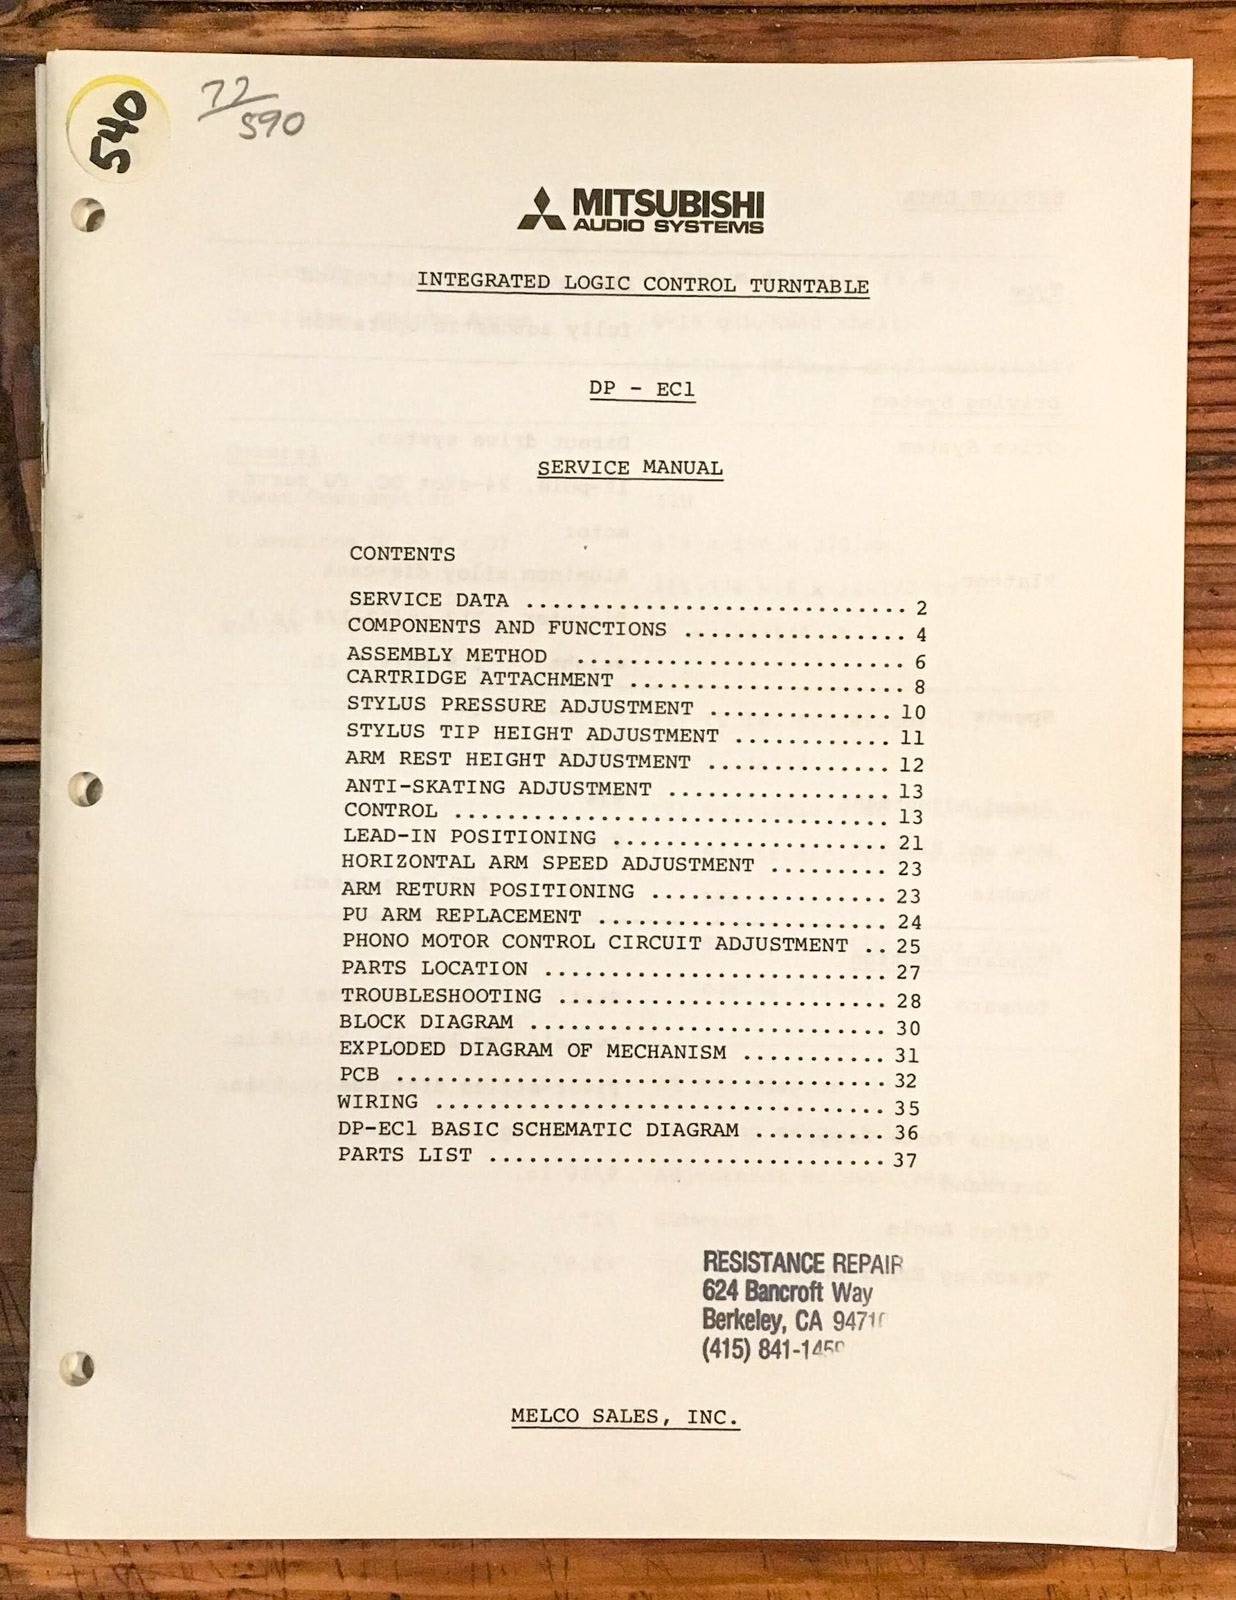 540
72/590
MITSUBISHI
AUDIO SYSTEMS
INTEGRATED LOGIC CONTROL TURNTABLE
DP - EC1
SERVICE MANUAL
CONTENTS
SERVICE DATA ............................. 2
COMPONENTS AND FUNCTIONS ................. 4
ASSEMBLY METHOD ......................... 6
CARTRIDGE ATTACHMENT ..................... 8
STYLUS PRESSURE ADJUSTMENT .............. 10
STYLUS TIP HEIGHT ADJUSTMENT ............ 11
ARM REST HEIGHT ADJUSTMENT .............. 12
ANTI-SKATING ADJUSTMENT ................. 13
CONTROL ................................. 13
LEAD-IN POSITIONING ..................... 21
HORIZONTAL ARM SPEED ADJUSTMENT ......... 23
ARM RETURN POSITIONING .................. 23
PU ARM REPLACEMENT ...................... 24
PHONO MOTOR CONTROL CIRCUIT ADJUSTMENT .. 25
PARTS LOCATION .......................... 27
TROUBLESHOOTING ......................... 28
BLOCK DIAGRAM ........................... 30
EXPLODED DIAGRAM OF MECHANISM ........... 31
PCB ..................................... 32
WIRING .................................. 35
DP-EC1 BASIC SCHEMATIC DIAGRAM .......... 36
PARTS LIST .............................. 37
RESISTANCE REPAIR
624 Bancroft Way
Berkeley, CA 94710
(415) 841-1459
MELCO SALES, INC.